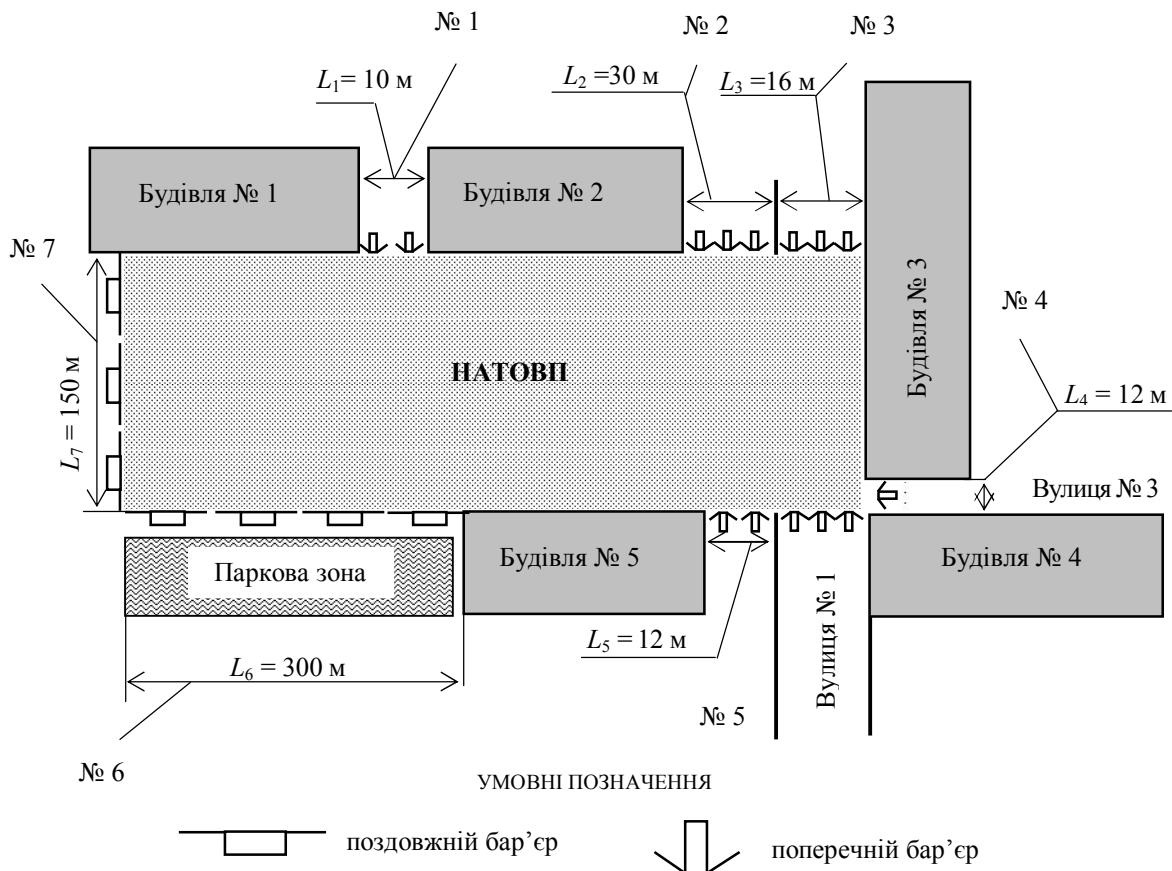 № 1
№ 2
№ 3
L₁= 10 м
L₂ =30 м
L₃ =16 м
Будівля № 1
Будівля № 2
Будівля № 3
№ 7
№ 4
L₄ = 12 м
НАТОВП
L₇ = 150 м
Вулиця № 3
Паркова зона
Будівля № 5
Будівля № 4
L₅ = 12 м
Вулиця № 1
L₆ = 300 м
№ 5
№ 6
УМОВНІ ПОЗНАЧЕННЯ
поздовжній бар’єр
поперечній бар’єр